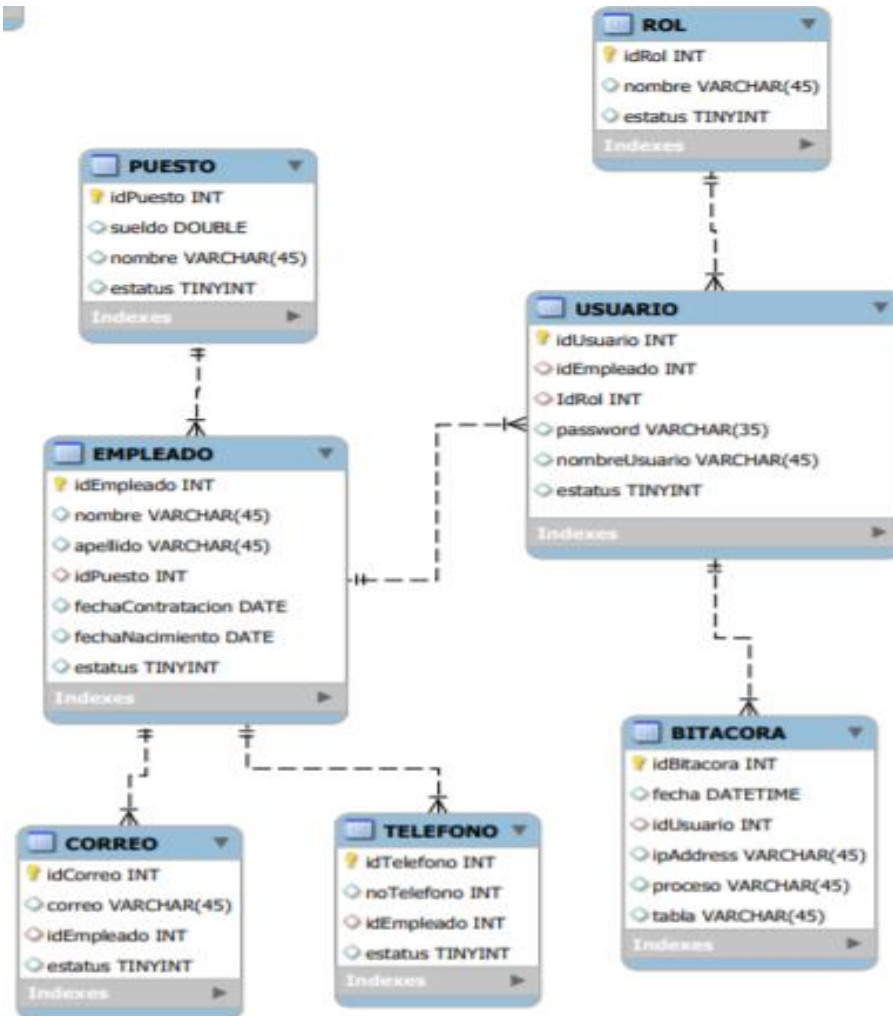 ROL
idRol INT
nombre VARCHAR(45)
estatus TINYINT
Indexes
PUESTO
idPuesto INT
sueldo DOUBLE
nombre VARCHAR(45)
estatus TINYINT
Indexes
USUARIO
idUsuario INT
idEmpleado INT
IdRol INT
password VARCHAR(35)
nombreUsuario VARCHAR(45)
estatus TINYINT
Indexes
EMPLEADO
idEmpleado INT
nombre VARCHAR(45)
apellido VARCHAR(45)
idPuesto INT
fechaContratacion DATE
fechaNacimiento DATE
estatus TINYINT
Indexes
BITACORA
idBitacora INT
fecha DATETIME
idUsuario INT
ipAddress VARCHAR(45)
proceso VARCHAR(45)
tabla VARCHAR(45)
Indexes
CORREO
idCorreo INT
correo VARCHAR(45)
idEmpleado INT
estatus TINYINT
Indexes
TELEFONO
idTelefono INT
noTelefono INT
idEmpleado INT
estatus TINYINT
Indexes